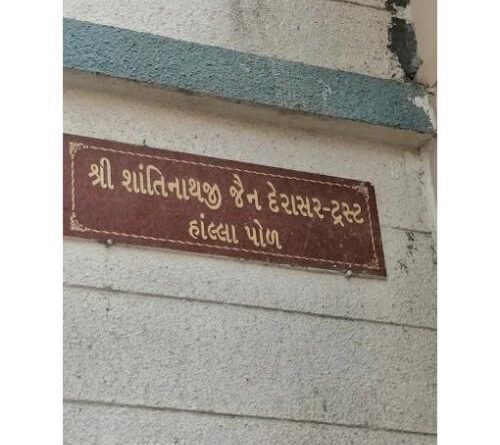 શ્રી શાંતિનાથજી જૈન દેરાસર-ટ્રસ્ટ
હાંલ્લા પોળ